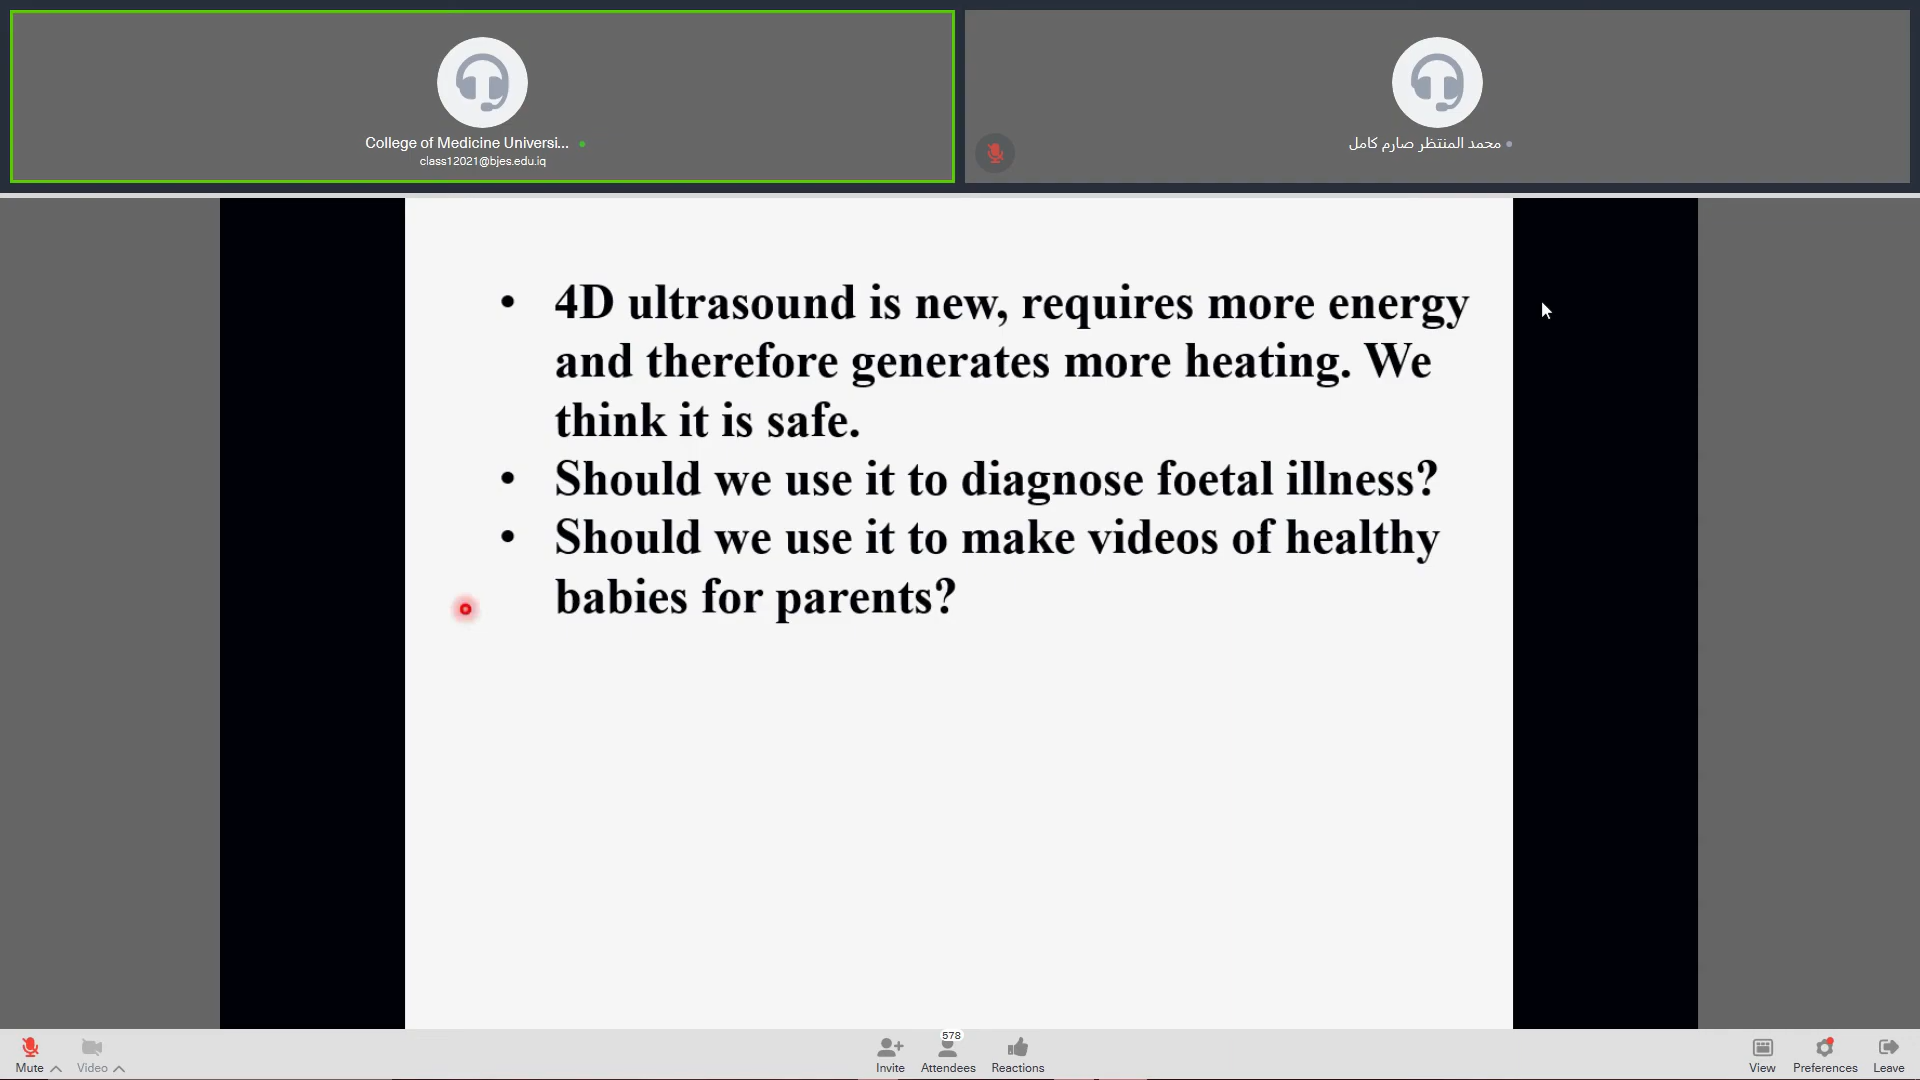 College of Medicine Universi...
class12021@bjes.edu.iq
محمد المنتظر صارم كامل
• 4D ultrasound is new, requires more energy
and therefore generates more heating. We
think it is safe.
• Should we use it to diagnose foetal illness?
• Should we use it to make videos of healthy
babies for parents?
Mute
Video
Invite
578
Attendees
Reactions
View
Preferences
Leave